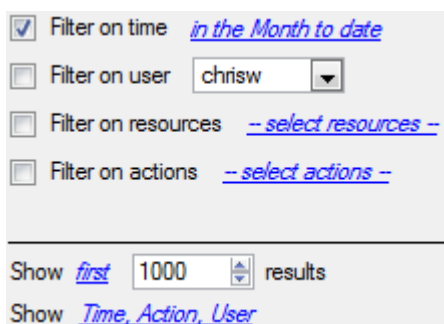 Filter on time in the Month to date
Filter on user chrisw
Filter on resources -- select resources --
Filter on actions -- select actions --
Show first 1000 results
Show Time, Action, User